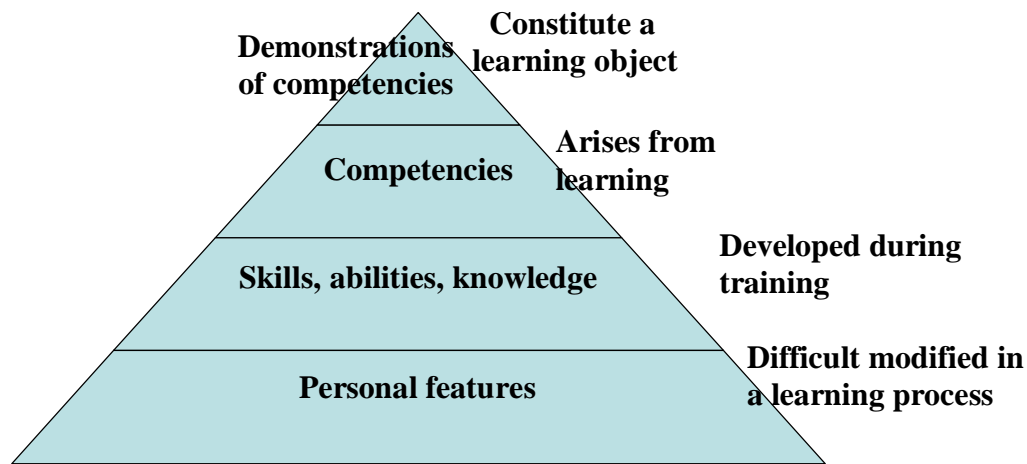 Demonstrations
of competencies
Constitute a
learning object
Competencies
Arises from
learning
Skills, abilities, knowledge
Developed during
training
Personal features
Difficult modified in
a learning process